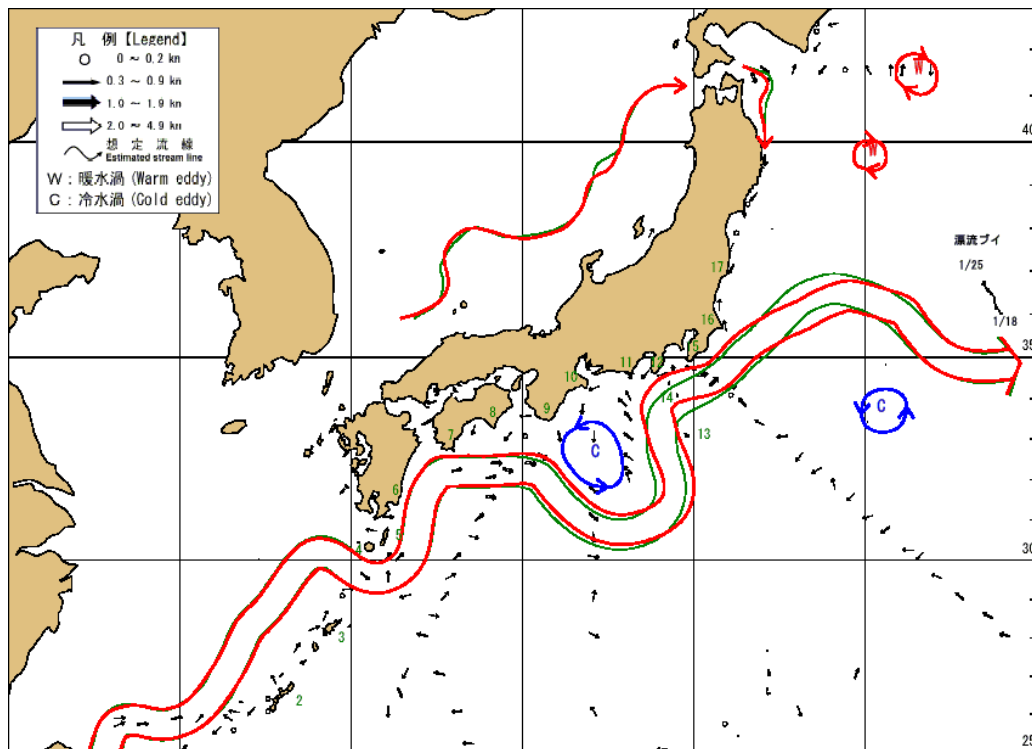 凡 例【Legend】
0 ～ 0.2 kn
0.3 ～ 0.9 kn
1.0 ～ 1.9 kn
2.0 ～ 4.9 kn
想 定 流 線
Estimated stream line
W：暖水渦 (Warm eddy)
C：冷水渦 (Cold eddy)
W
40
W
漂流ブイ
1/25
17
1/18
16
35
15
11
12
10
14
C
9
8
13
7
C
6
5
4
30
3
2
25